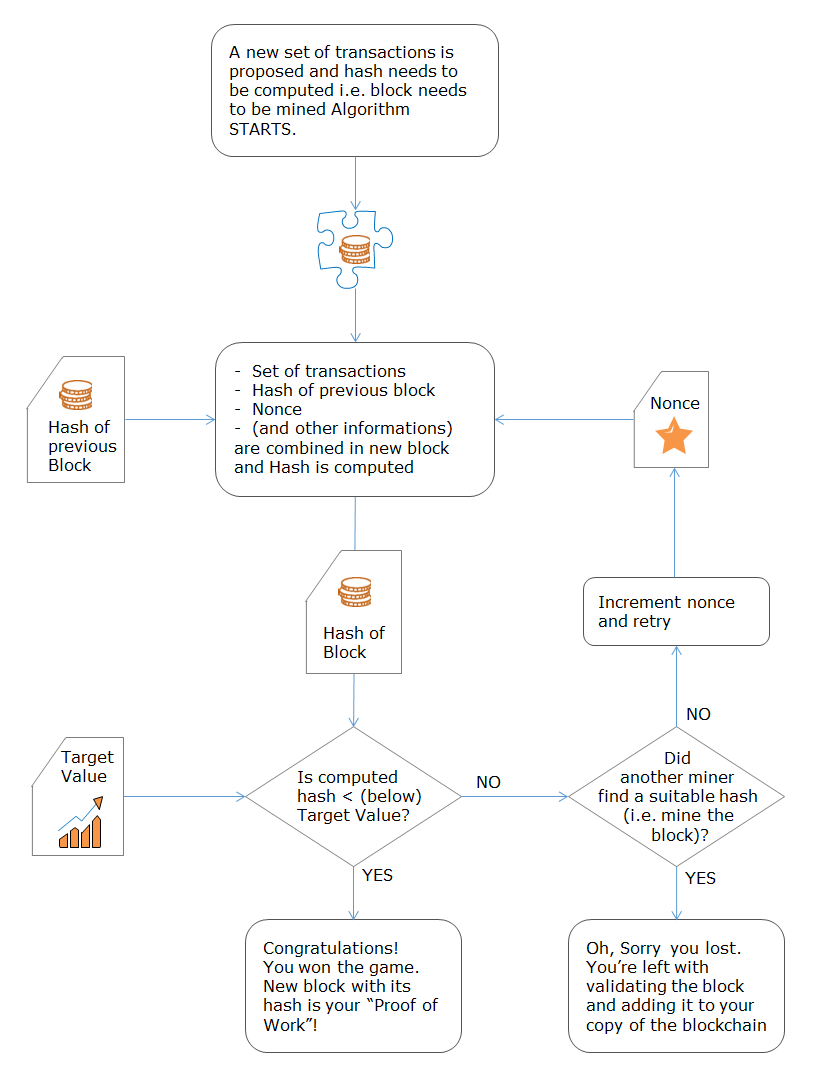 A new set of transactions is
proposed and hash needs to
be computed i.e. block needs
to be mined Algorithm
STARTS.
- Set of transactions
- Hash of previous block
- Nonce
- (and other informations)
are combined in new block
and Hash is computed
Hash of
previous
Block
Nonce
Hash of
Block
Increment nonce
and retry
NO
Target
Value
Is computed
hash < (below)
Target Value?
NO
Did
another miner
find a suitable hash
(i.e. mine the
block)?
YES
YES
Congratulations!
You won the game.
New block with its
hash is your “Proof of
Work”!
Oh, Sorry you lost.
You’re left with
validating the block
and adding it to your
copy of the blockchain